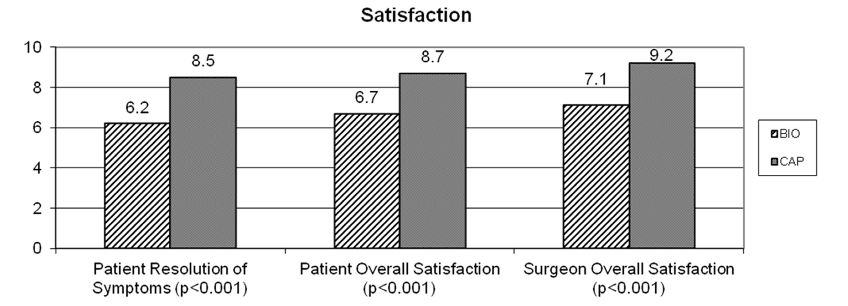 Satisfaction
10
8
6
4
2
0
6.2
8.5
6.7
8.7
7.1
9.2
BIO
CAP
Patient Resolution of
Symptoms (p<0.001)
Patient Overall Satisfaction
(p<0.001)
Surgeon Overall Satisfaction
(p<0.001)